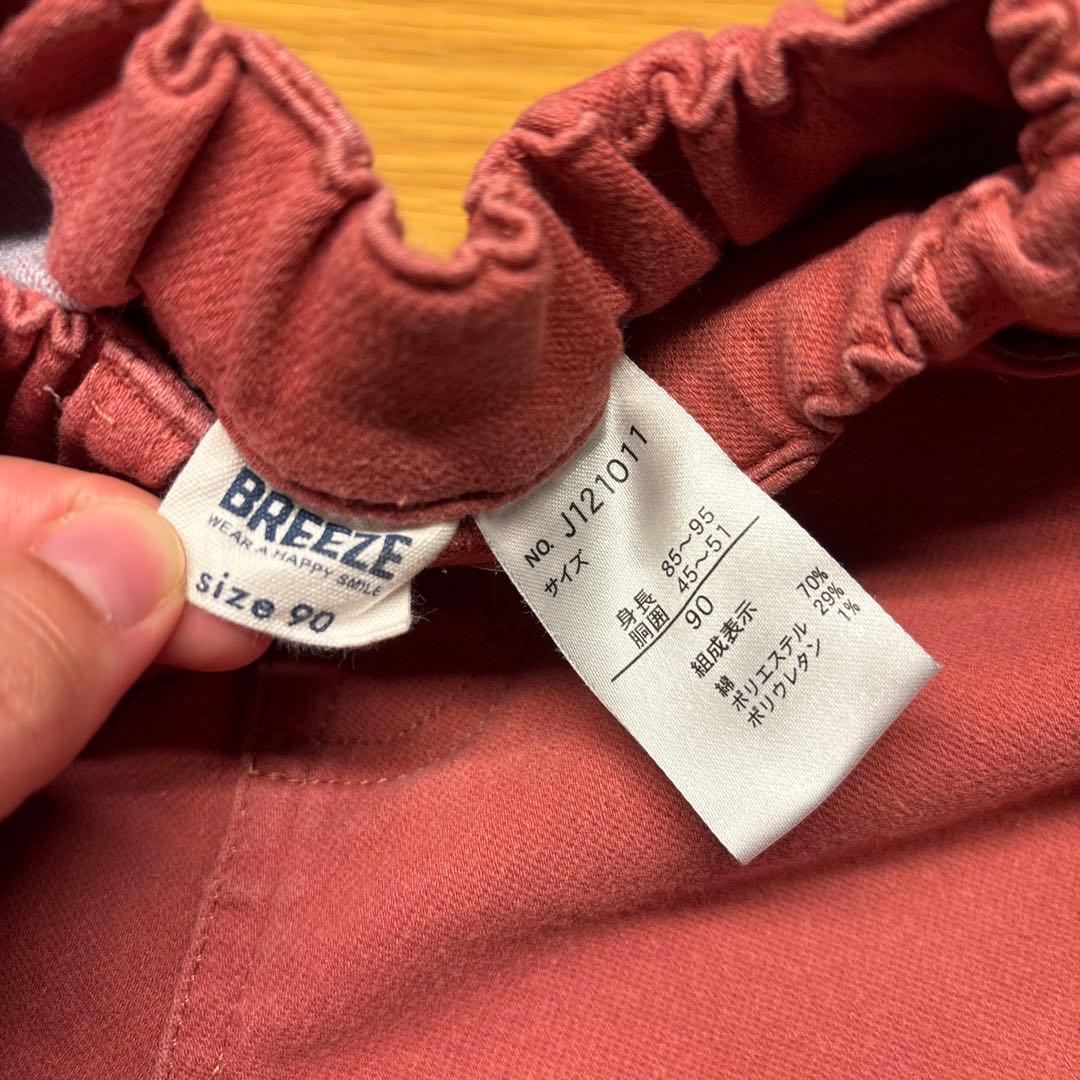 BREEZE
WEAR A HAPPY SMILE
size 90
NO. J121011
サイズ
身長 85〜95
胴囲 45〜51
90
組成表示
綿 70%
ポリエステル 29%
ポリウレタン 1%